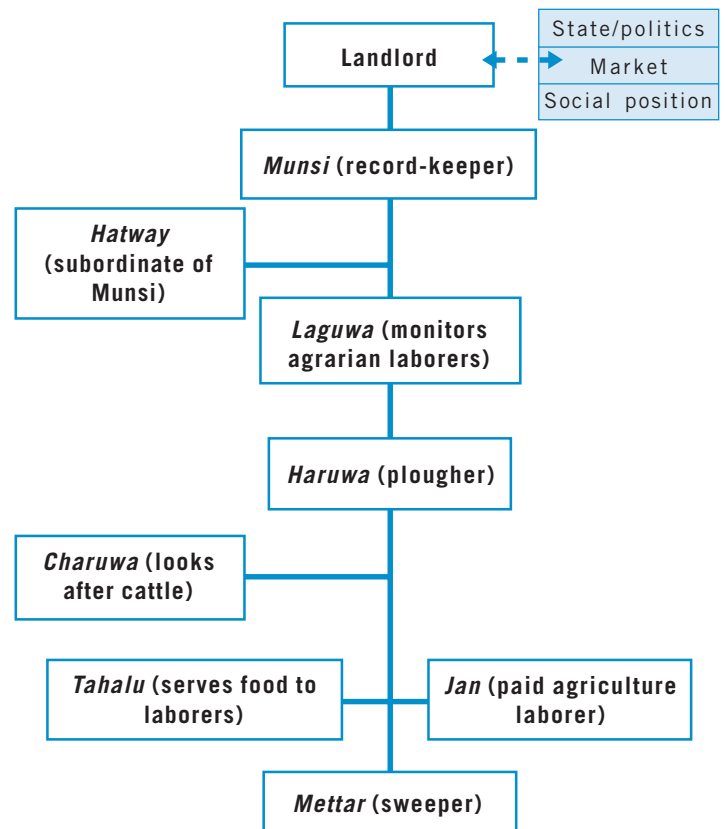 Landlord
State/politics
Market
Social position
Munsi (record-keeper)
Hatway
(subordinate of
Munsi)
Laguwa (monitors
agrarian laborers)
Haruwa (plougher)
Charuwa (looks
after cattle)
Tahalu (serves food to
laborers)
Jan (paid agriculture
laborer)
Mettar (sweeper)